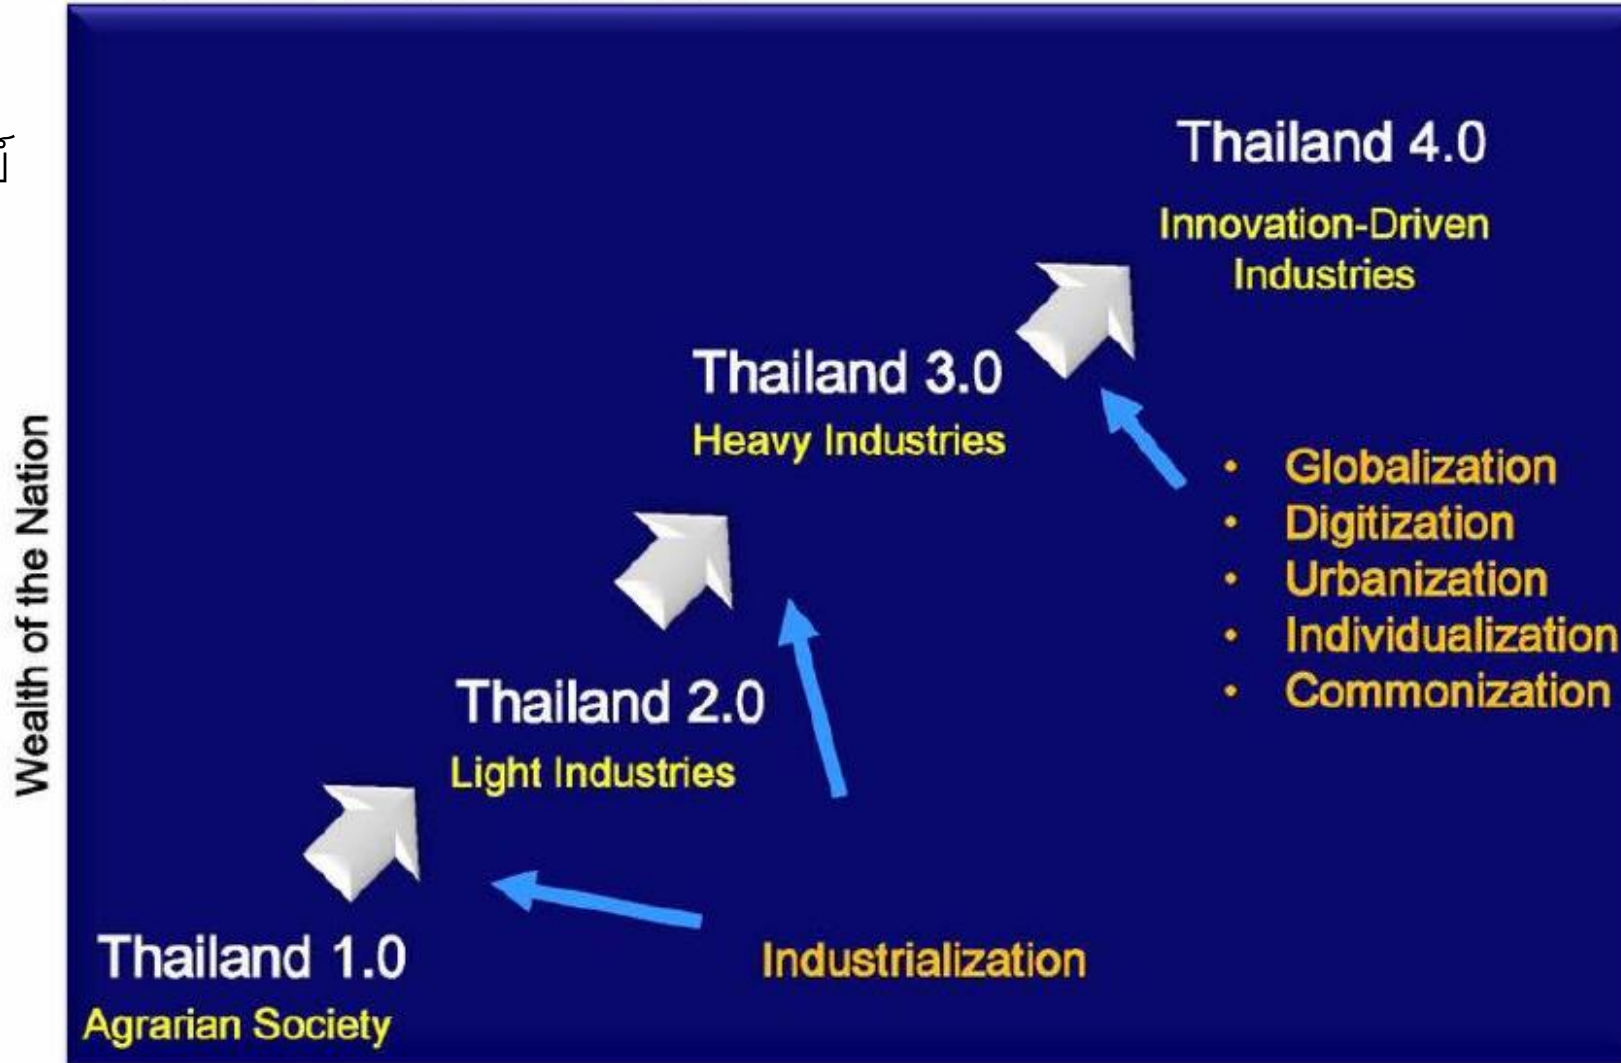 Thailand 4.0
Innovation-Driven
Industries
Thailand 3.0
Heavy Industries
• Globalization
• Digitization
• Urbanization
• Individualization
• Commonization
Thailand 2.0
Light Industries
Industrialization
Thailand 1.0
Agrarian Society
Wealth of the Nation